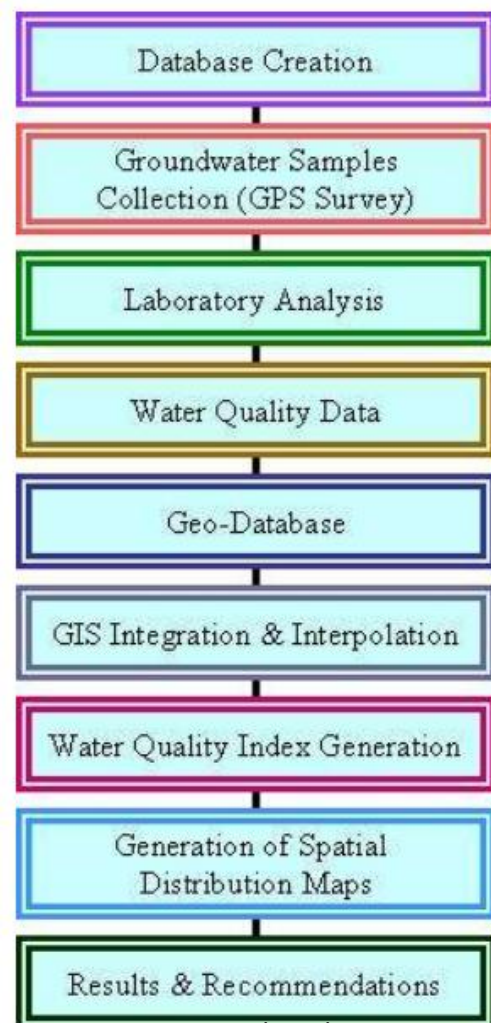 Database Creation
Groundwater Samples
Collection (GPS Survey)
Laboratory Analysis
Water Quality Data
Geo-Database
GIS Integration & Interpolation
Water Quality Index Generation
Generation of Spatial
Distribution Maps
Results & Recommendations